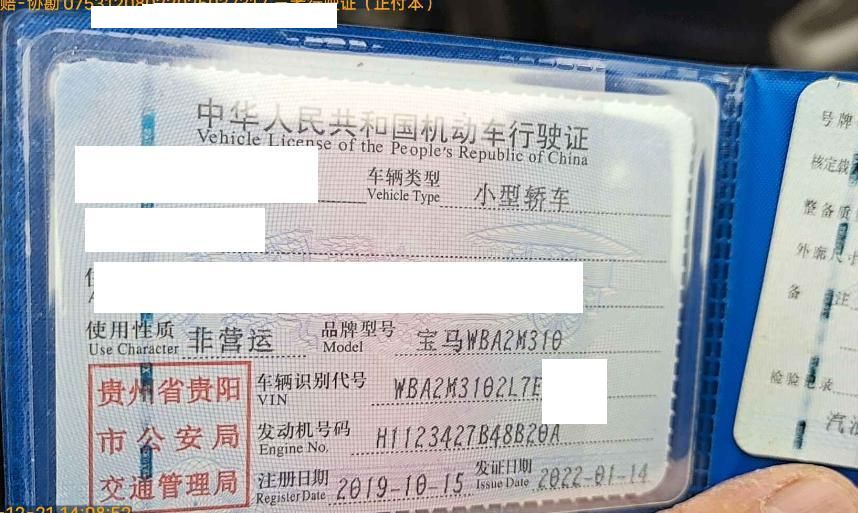 中华人民共和国机动车行驶证
Vehicle License of the People's Republic of China
车辆类型 小型轿车
Vehicle Type
使用性质 非营运 品牌型号 宝马WBA2M310
Use Character Model
车辆识别代号 WBA2M3102L7E
VIN
发动机号码 H1123427B48B20A
Engine No.
注册日期 2019-10-15 发证日期 2022-01-14
Register Date Issue Date
贵州省贵阳
市公安局
交通管理局
号牌
核定载
整备质
外廓尺寸
备注
检验记录